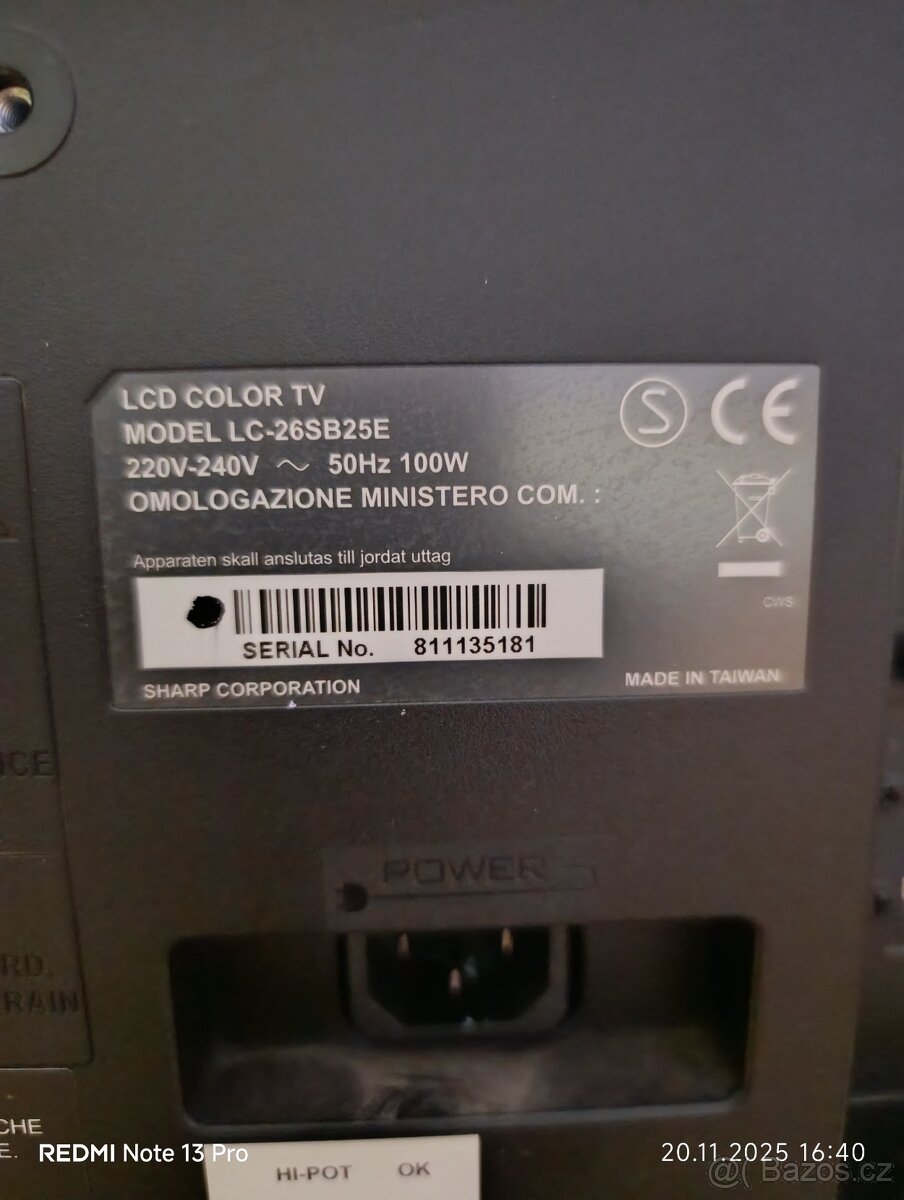 LCD COLOR TV
MODEL LC-26SB25E
220V-240V ~ 50Hz 100W
OMOLOGAZIONE MINISTERO COM. :
S CE
Apparaten skall anslutas till jordat uttag
CWS
SERIAL No. 811135181
SHARP CORPORATION
MADE IN TAIWAN
POWER
HI-POT OK
REDMI Note 13 Pro
20.11.2025 16:40
@ Bazos.cz